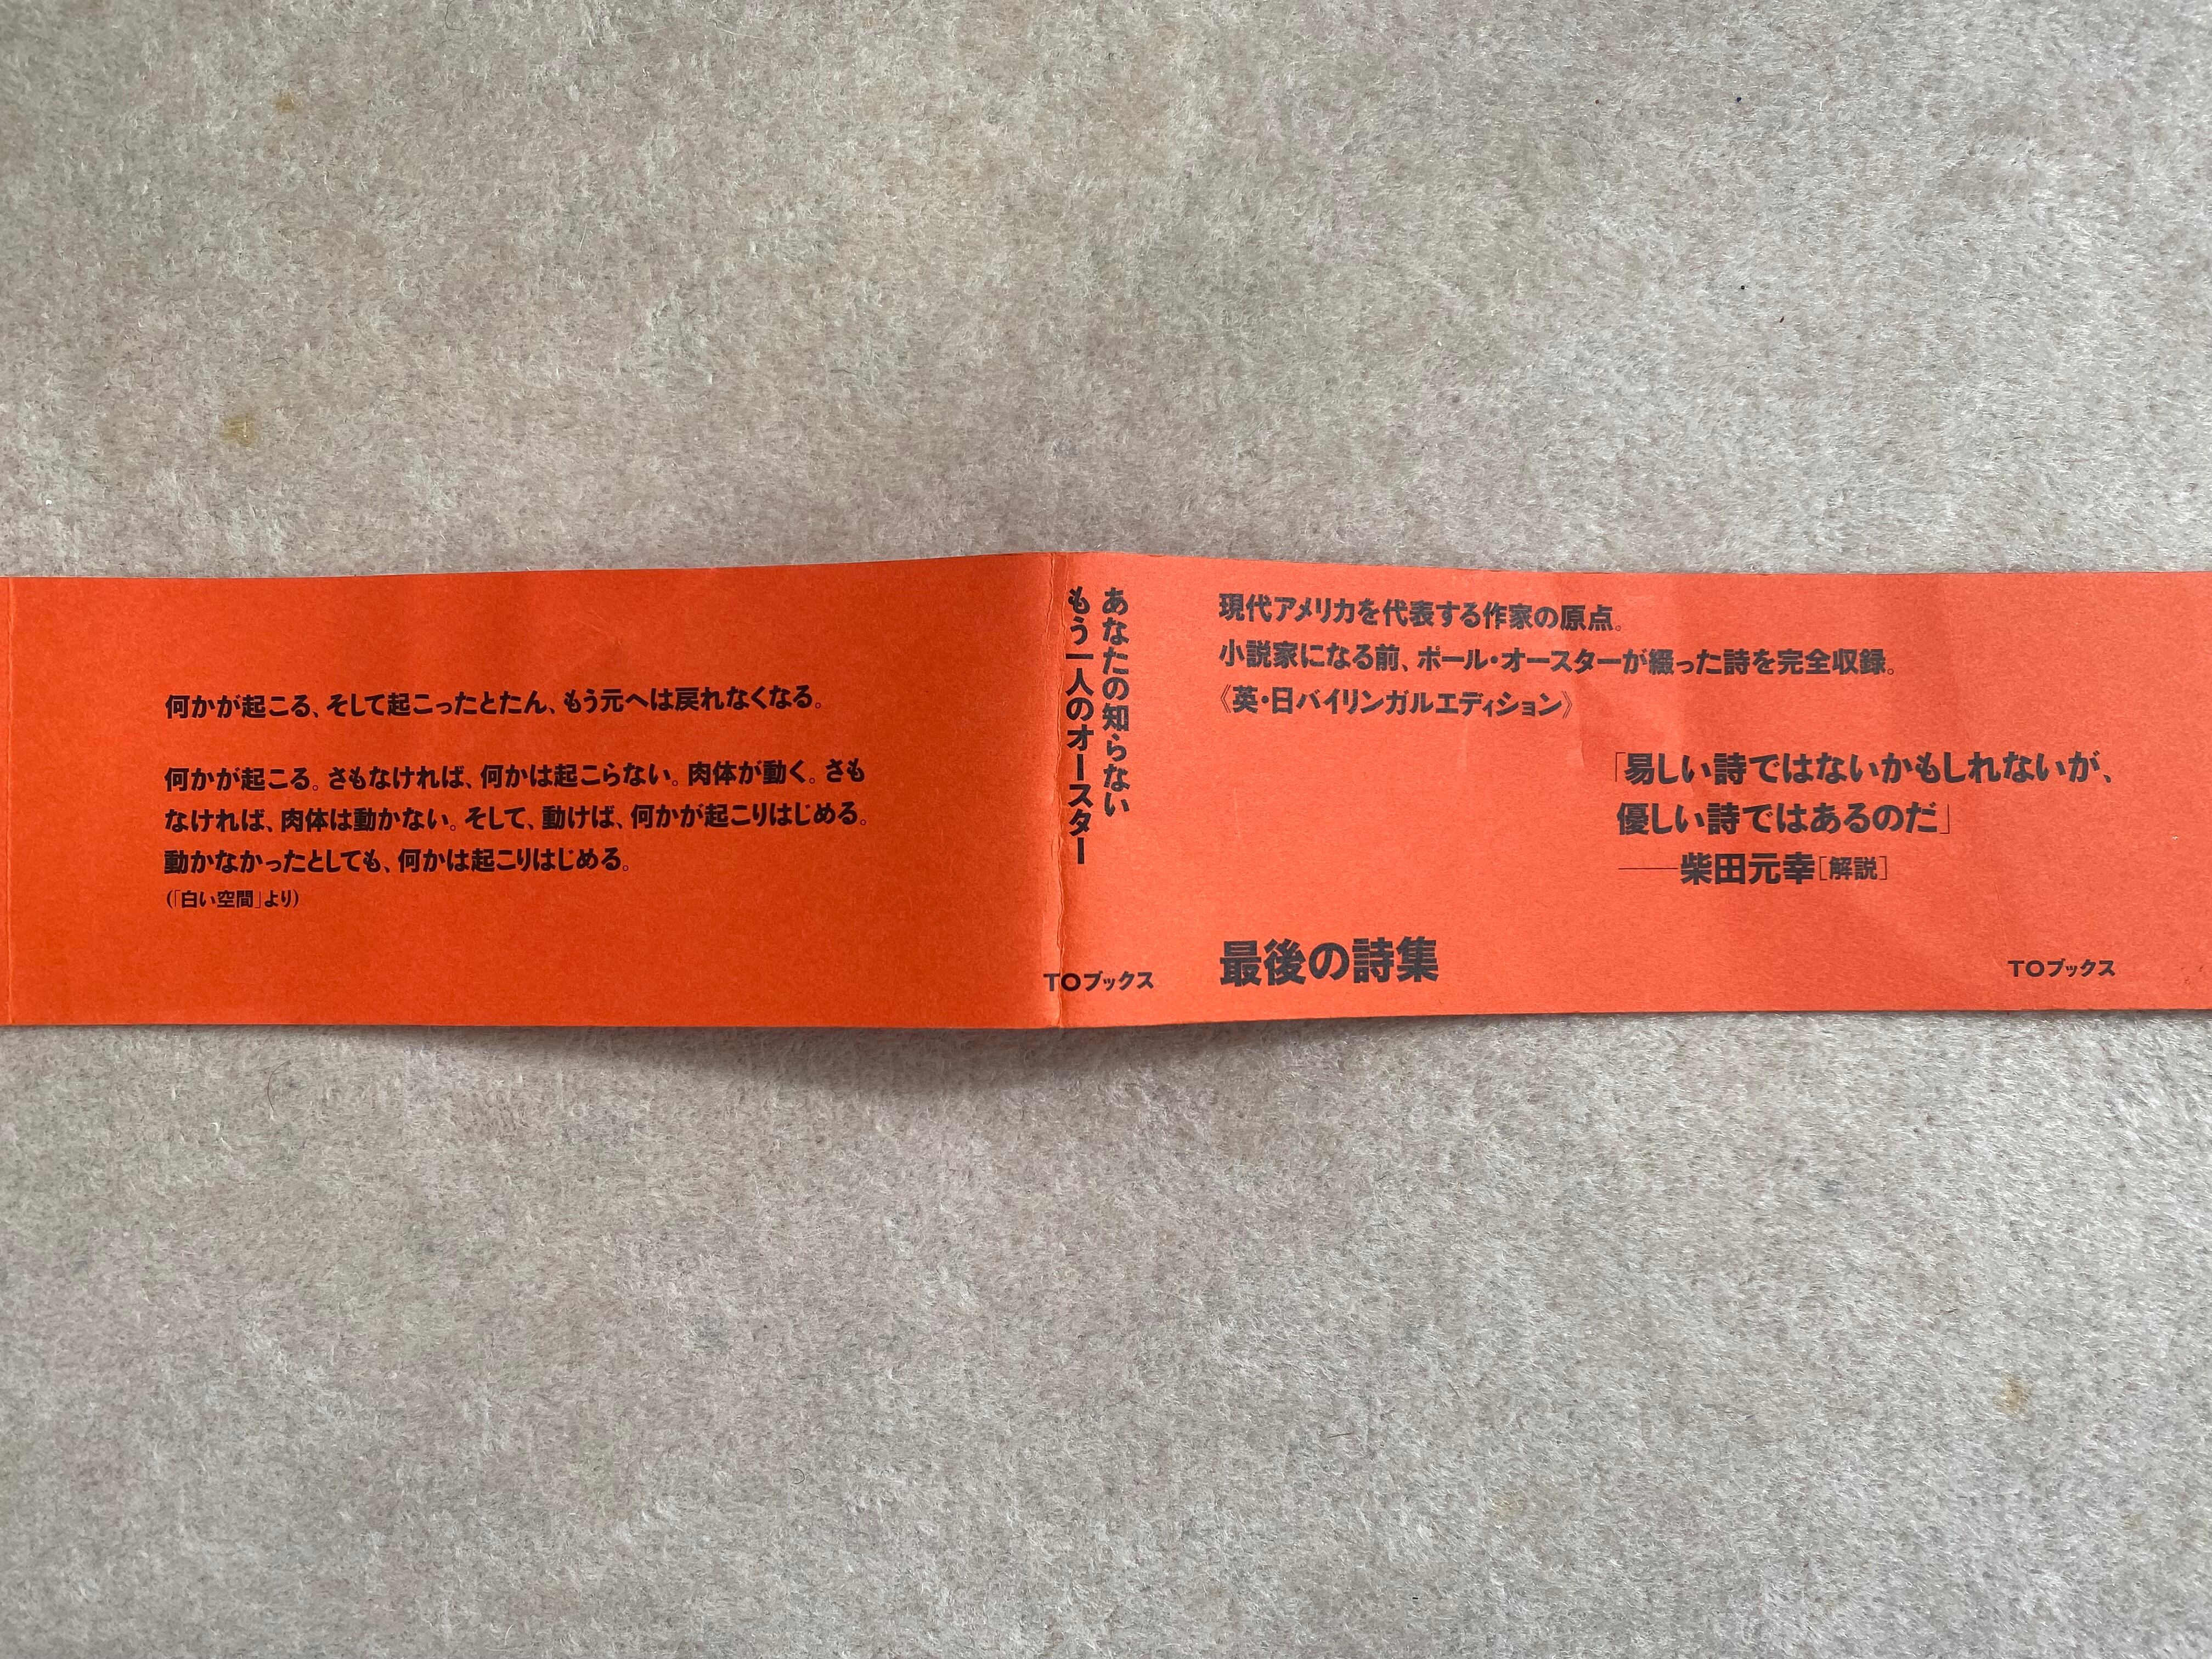 何かが起こる、そして起こったとたん、もう元へは戻れなくなる。
何かが起こる。さもなければ、何かは起こらない。肉体が動く。さも
なければ、肉体は動かない。そして、動けば、何かが起こりはじめる。
動かなかったとしても、何かは起こりはじめる。
(「白い空間」より)
あなたの知らない
もう一人のオースター
TOブックス
現代アメリカを代表する作家の原点。
小説家になる前、ポール・オースターが綴った詩を完全収録。
《英・日バイリンガルエディション》
「易しい詩ではないかもしれないが、
優しい詩ではあるのだ」
——柴田元幸[解説]
最後の詩集
TOブックス